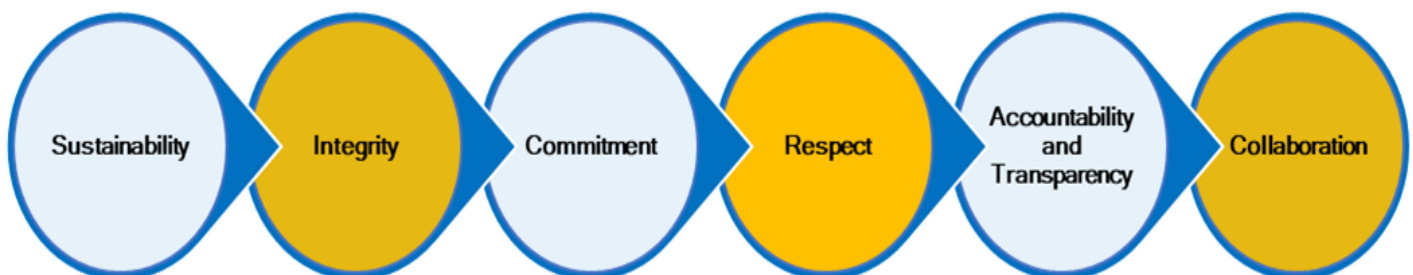 Sustainability
Integrity
Commitment
Respect
Accountability
and
Transparency
Collaboration